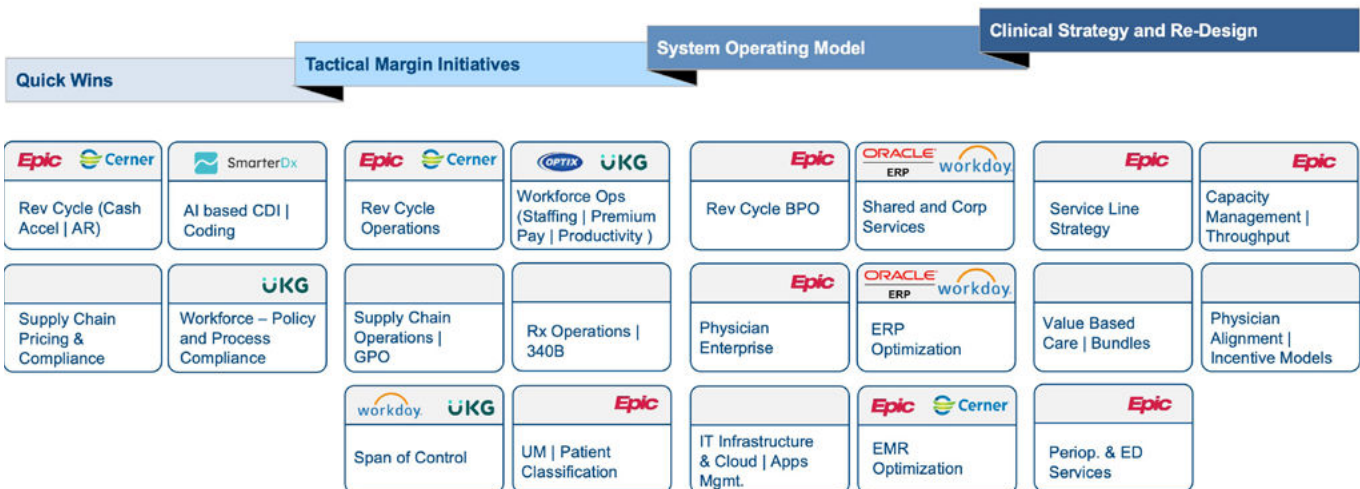 Clinical Strategy and Re-Design
System Operating Model
Tactical Margin Initiatives
Quick Wins
Epic Cerner
Rev Cycle (Cash
Accel | AR)
SmarterDx
AI based CDI |
Coding
Epic Cerner
Rev Cycle
Operations
OPTIX UKG
Workforce Ops
(Staffing | Premium
Pay | Productivity )
Epic
Rev Cycle BPO
ORACLE
ERP
workday.
Shared and Corp
Services
Epic
Service Line
Strategy
Epic
Capacity
Management |
Throughput
Supply Chain
Pricing &
Compliance
UKG
Workforce – Policy
and Process
Compliance
Supply Chain
Operations |
GPO
Rx Operations |
340B
Epic
Physician
Enterprise
ORACLE
ERP
workday.
ERP
Optimization
Value Based
Care | Bundles
Physician
Alignment |
Incentive Models
workday. UKG
Span of Control
Epic
UM | Patient
Classification
IT Infrastructure
& Cloud | Apps
Mgmt.
Epic Cerner
EMR
Optimization
Epic
Periop. & ED
Services